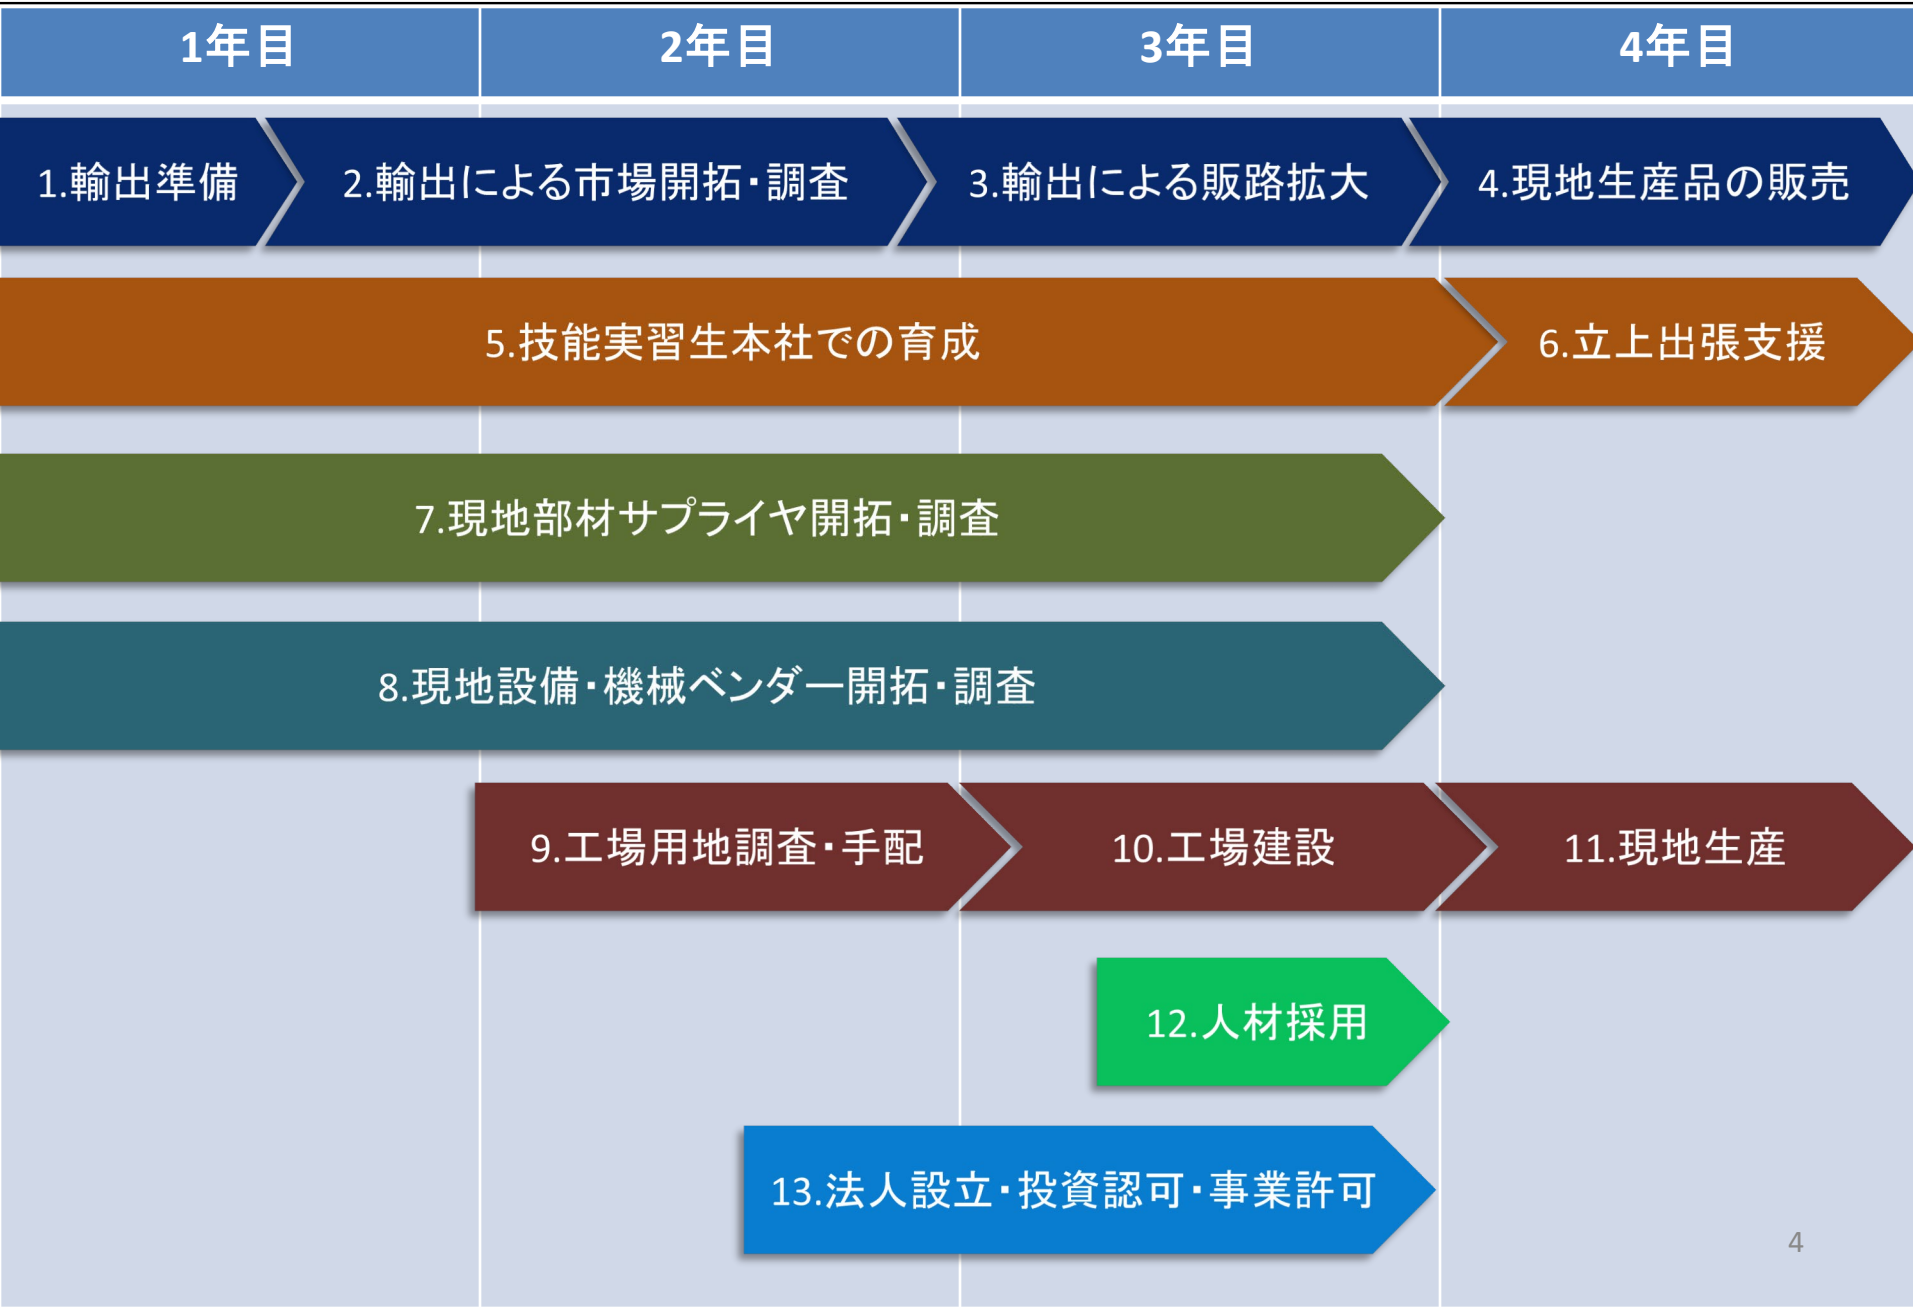 1年目
2年目
3年目
4年目
1.輸出準備
2.輸出による市場開拓・調査
3.輸出による販路拡大
4.現地生産品の販売
5.技能実習生本社での育成
6.立上出張支援
7.現地部材サプライヤ開拓・調査
8.現地設備・機械ベンダー開拓・調査
9.工場用地調査・手配
10.工場建設
11.現地生産
12.人材採用
13.法人設立・投資認可・事業許可
4